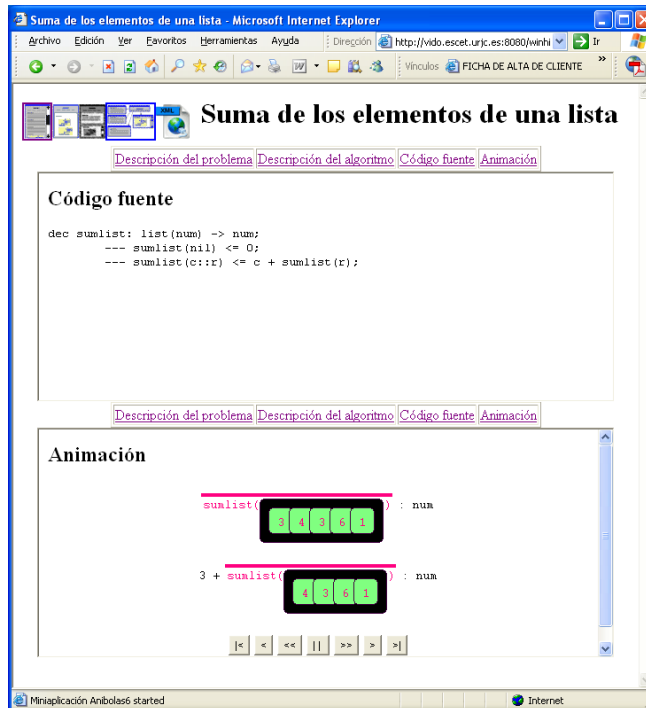 Suma de los elementos de una lista - Microsoft Internet Explorer
Archivo Edición Ver Favoritos Herramientas Ayuda Dirección http://vido.escet.urjc.es:8080/winhi Ir
Vínculos FICHA DE ALTA DE CLIENTE »
XML Suma de los elementos de una lista
Descripción del problema Descripción del algoritmo Código fuente Animación
Código fuente
dec sumlist: list(num) -> num;
--- sumlist(nil) <= 0;
--- sumlist(c::r) <= c + sumlist(r);
Descripción del problema Descripción del algoritmo Código fuente Animación
Animación
sumlist( 3 4 3 6 1 ) : num
3 + sumlist( 4 3 6 1 ) : num
|< < << || >> > >|
Miniaplicación Anibolas6 started Internet